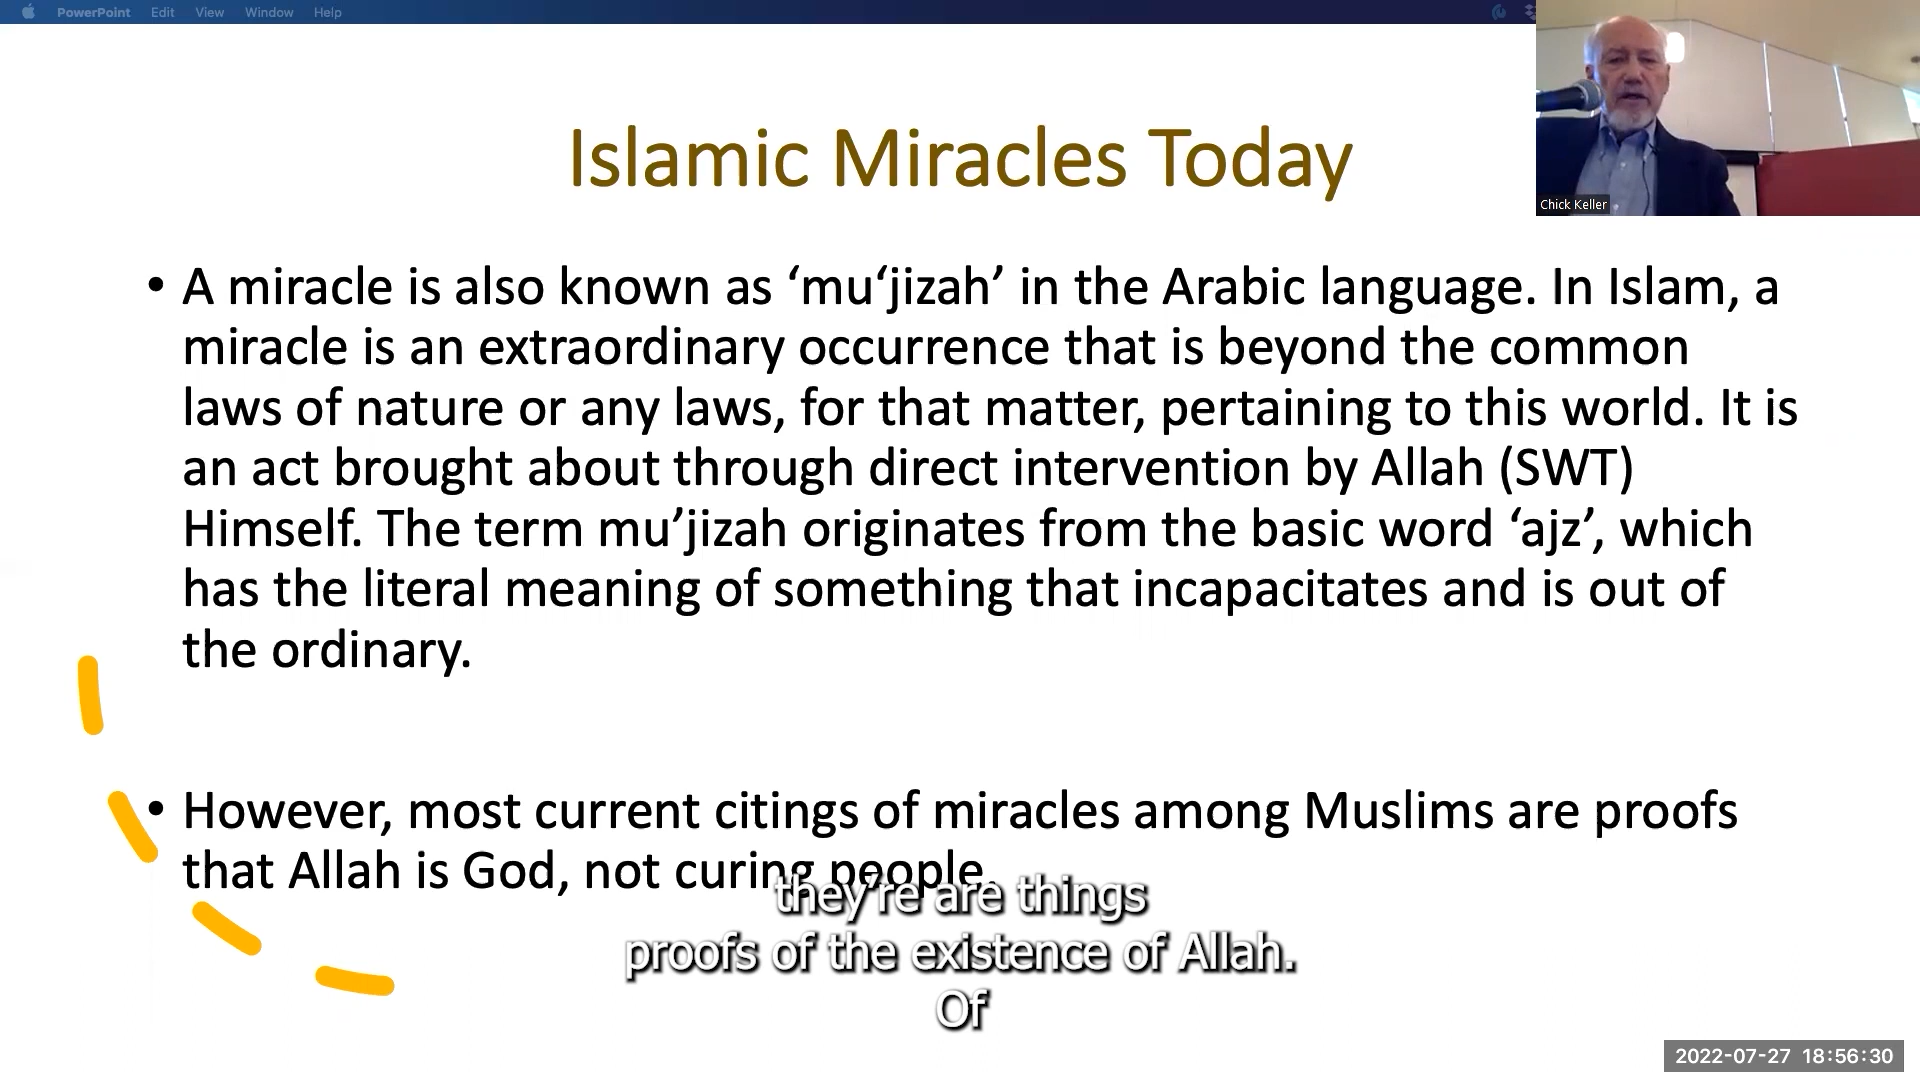 PowerPoint Edit View Window Help
Chick Keller
Islamic Miracles Today
• A miracle is also known as ‘mu‘jizah’ in the Arabic language. In Islam, a
miracle is an extraordinary occurrence that is beyond the common
laws of nature or any laws, for that matter, pertaining to this world. It is
an act brought about through direct intervention by Allah (SWT)
Himself. The term mu’jizah originates from the basic word ‘ajz’, which
has the literal meaning of something that incapacitates and is out of
the ordinary.
• However, most current citings of miracles among Muslims are proofs
that Allah is God, not curing people.
they're are things
proofs of the existence of Allah.
Of
2022-07-27 18:56:30